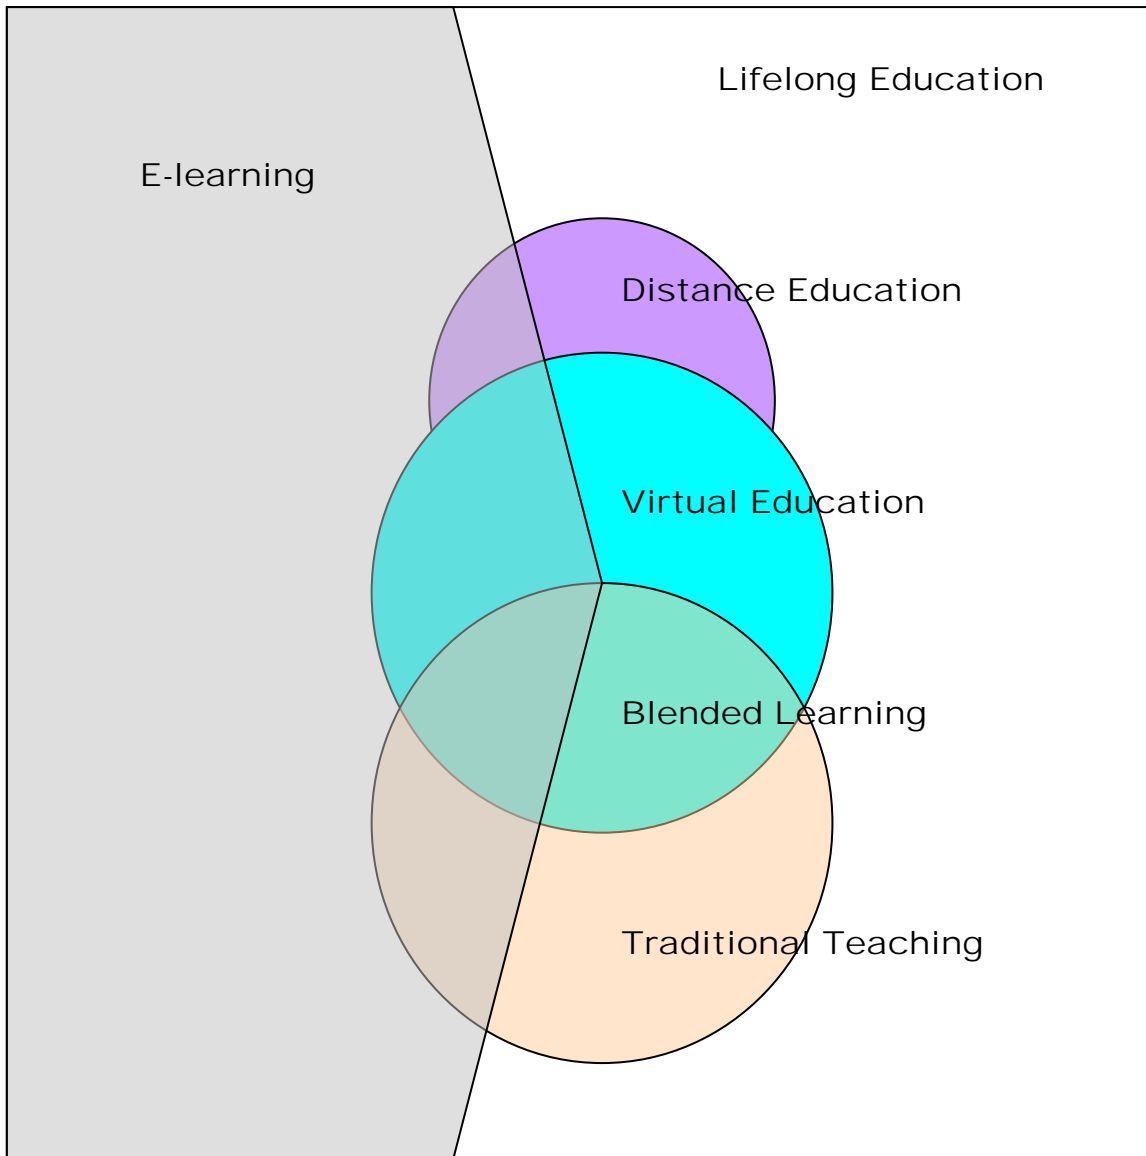 Lifelong Education
E-learning
Distance Education
Virtual Education
Blended Learning
Traditional Teaching